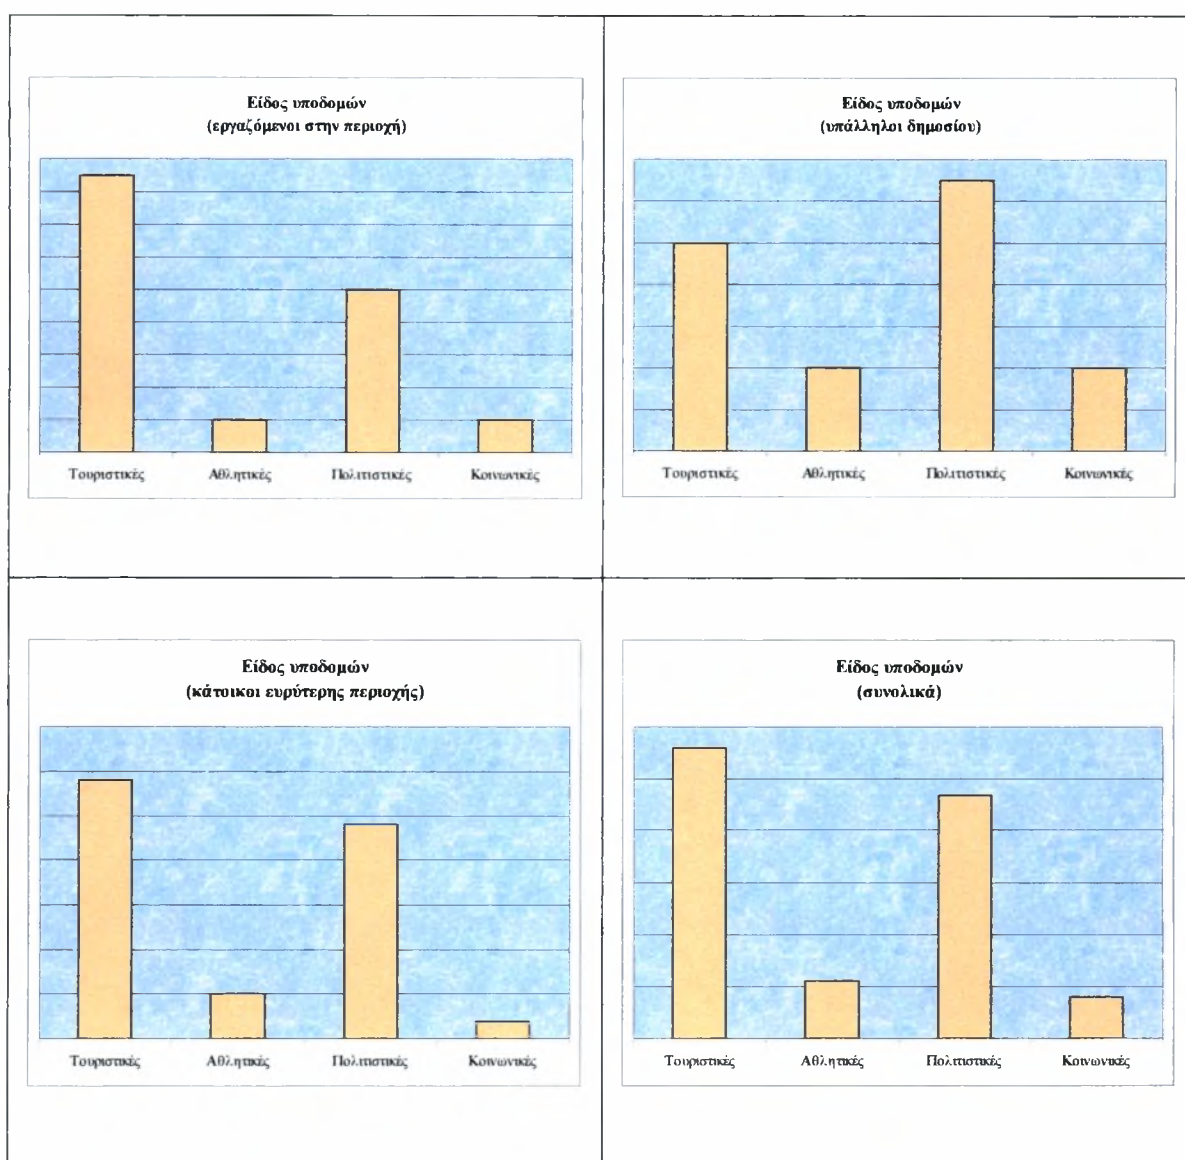 Είδος υποδομών
(εργαζόμενοι στην περιοχή)
Τουριστικές Αθλητικές Πολιτιστικές Κοινωνικές
Είδος υποδομών
(υπάλληλοι δημοσίου)
Τουριστικές Αθλητικές Πολιτιστικές Κοινωνικές
Είδος υποδομών
(κάτοικοι ευρύτερης περιοχής)
Τουριστικές Αθλητικές Πολιτιστικές Κοινωνικές
Είδος υποδομών
(συνολικά)
Τουριστικές Αθλητικές Πολιτιστικές Κοινωνικές